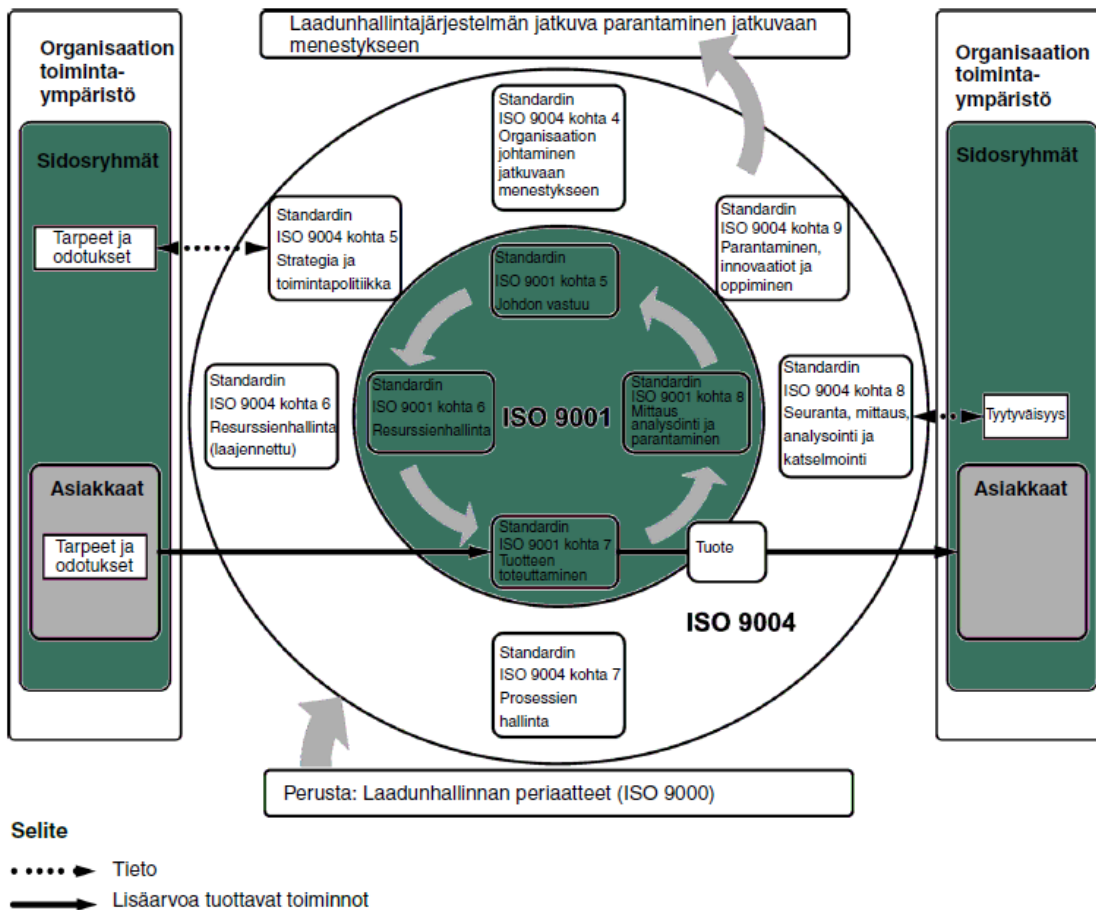 Laadunhallintajärjestelmän jatkuva parantaminen jatkuvaan
menestykseen
Organisaation
toiminta-
ympäristö
Sidosryhmät
Tarpeet ja
odotukset
Asiakkaat
Tarpeet ja
odotukset
Standardin
ISO 9004 kohta 4
Organisaation
johtaminen
jatkuvaan
menestykseen
Standardin
ISO 9004 kohta 5
Strategia ja
toimintapolitiikka
Standardin
ISO 9004 kohta 9
Parantaminen,
innovaatiot ja
oppiminen
Standardin
ISO 9001 kohta 5
Johdon vastuu
Standardin
ISO 9004 kohta 6
Resurssienhallinta
(laajennettu)
Standardin
ISO 9001 kohta 6
Resurssienhallinta
ISO 9001
Standardin
ISO 9001 kohta 8
Mittaus
analysointi ja
parantaminen
Standardin
ISO 9004 kohta 8
Seuranta, mittaus,
analysointi ja
katselmointi
Standardin
ISO 9001 kohta 7
Tuotteen
toteuttaminen
Tuote
ISO 9004
Standardin
ISO 9004 kohta 7
Prosessien
hallinta
Organisaation
toiminta-
ympäristö
Sidosryhmät
Tyytyväisyys
Asiakkaat
Perusta: Laadunhallinnan periaatteet (ISO 9000)
Selite
Tieto
Lisäarvoa tuottavat toiminnot